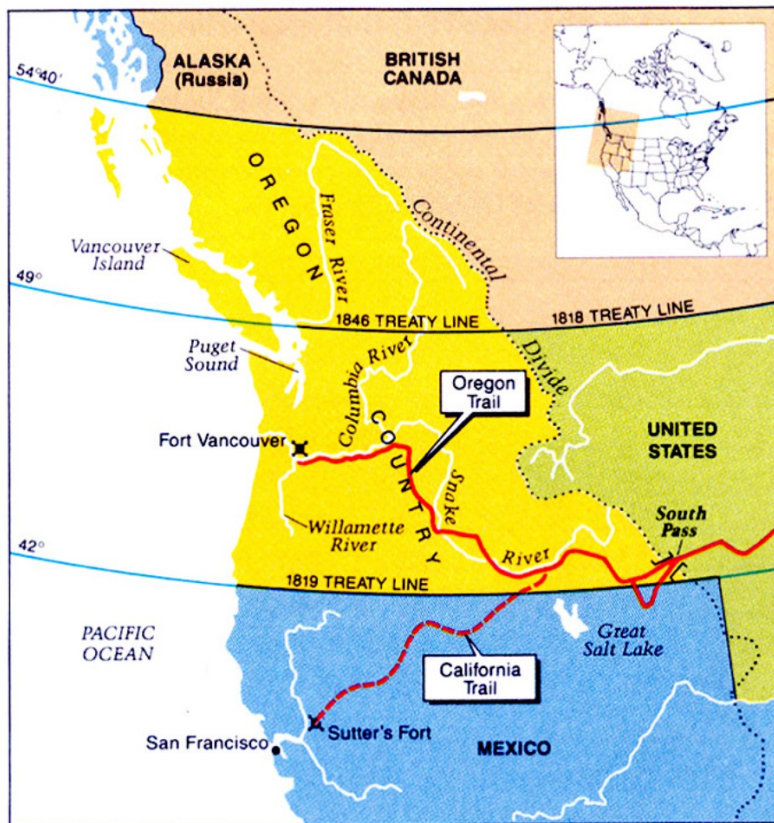 54°40'
ALASKA
(Russia)
BRITISH
CANADA
OREGON
Fraser River
Continental
Vancouver
Island
49°
1846 TREATY LINE
1818 TREATY LINE
Puget
Sound
Columbia River
Divide
Oregon
Trail
COUNTRY
Fort Vancouver
UNITED
STATES
Snake
South
Pass
Willamette
River
River
42°
1819 TREATY LINE
PACIFIC
OCEAN
Great
Salt Lake
California
Trail
Sutter's Fort
San Francisco
MEXICO